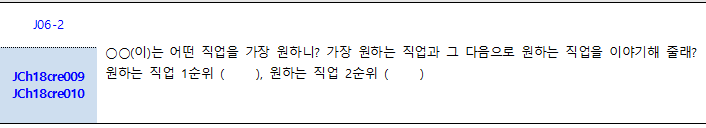 J06-2
JCh18cre009
JCh18cre010
○○(이)는 어떤 직업을 가장 원하니? 가장 원하는 직업과 그 다음으로 원하는 직업을 이야기해 줄래?
원하는 직업 1순위 (      ), 원하는 직업 2순위 (      )